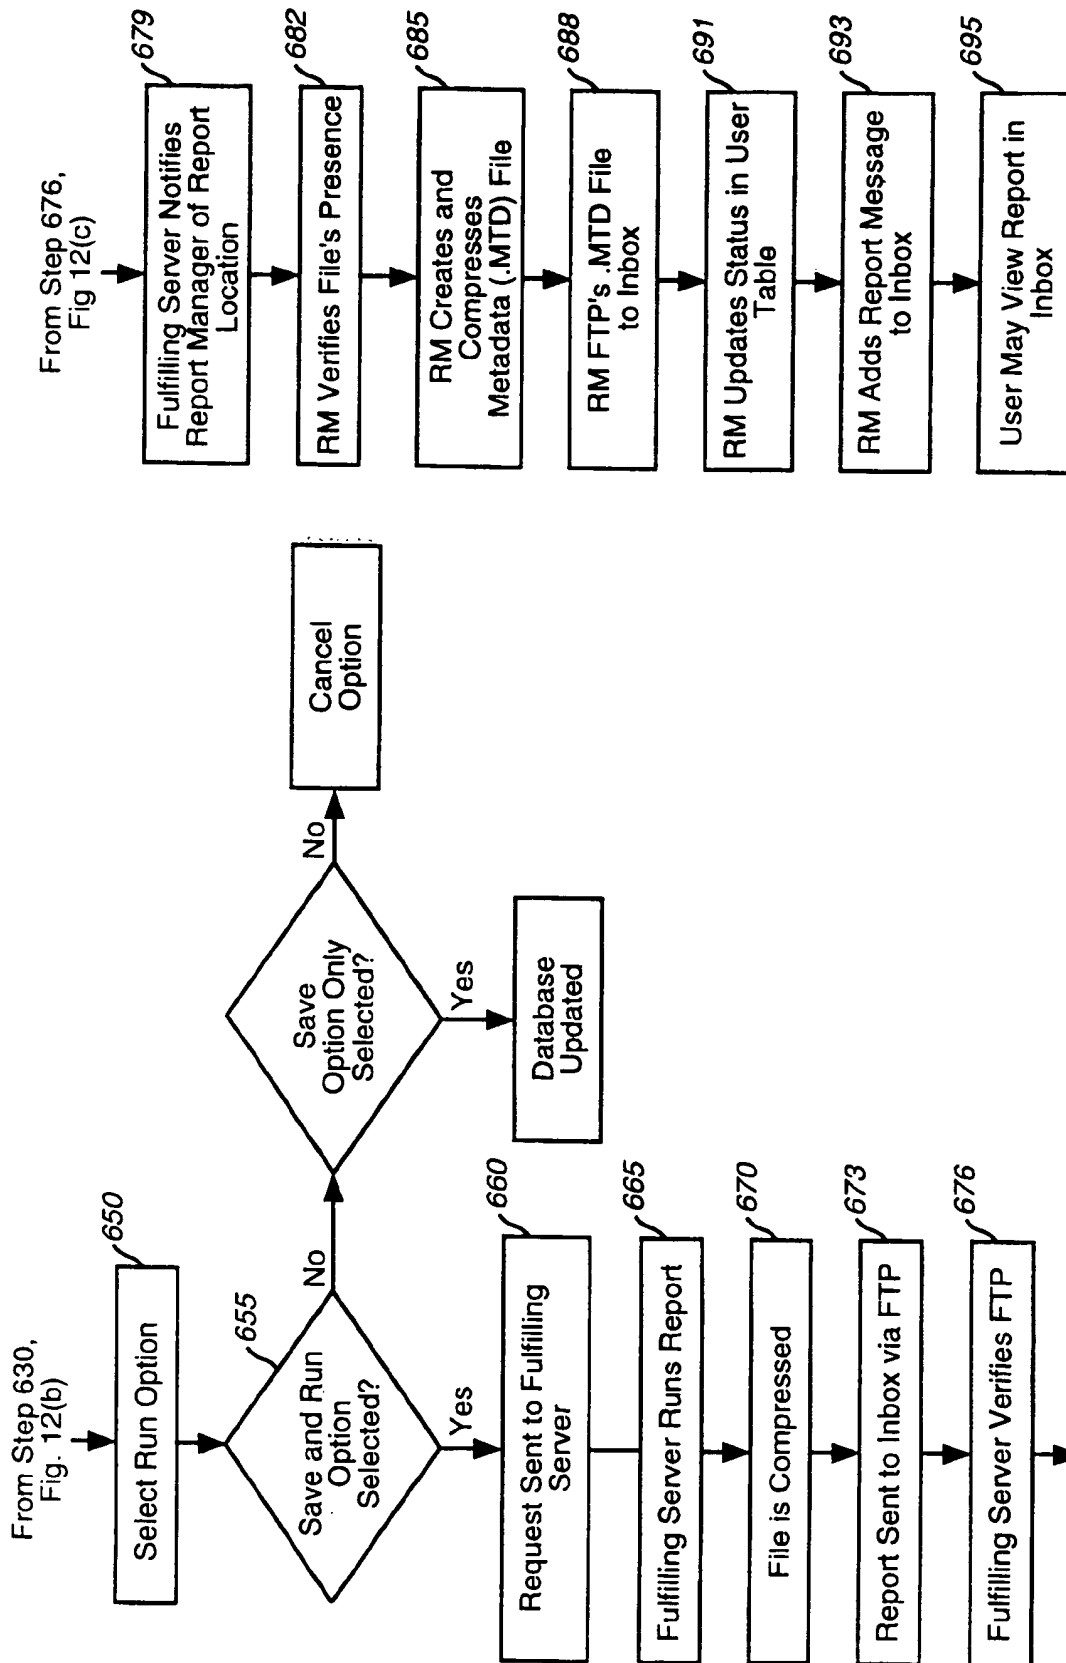 From Step 630,
Fig. 12(b)
650
Select Run Option
655
Save and Run
Option
Selected?
No
Yes
Save
Option Only
Selected?
No
Yes
Cancel
Option
Database
Updated
660
Request Sent to Fulfilling
Server
665
Fulfilling Server Runs Report
670
File is Compressed
673
Report Sent to Inbox via FTP
676
Fulfilling Server Verifies FTP
From Step 676,
Fig 12(c)
679
Fulfilling Server Notifies
Report Manager of Report
Location
682
RM Verifies File's Presence
685
RM Creates and
Compresses
Metadata (.MTD) File
688
RM FTP's .MTD File
to Inbox
691
RM Updates Status in User
Table
693
RM Adds Report Message
to Inbox
695
User May View Report in
Inbox